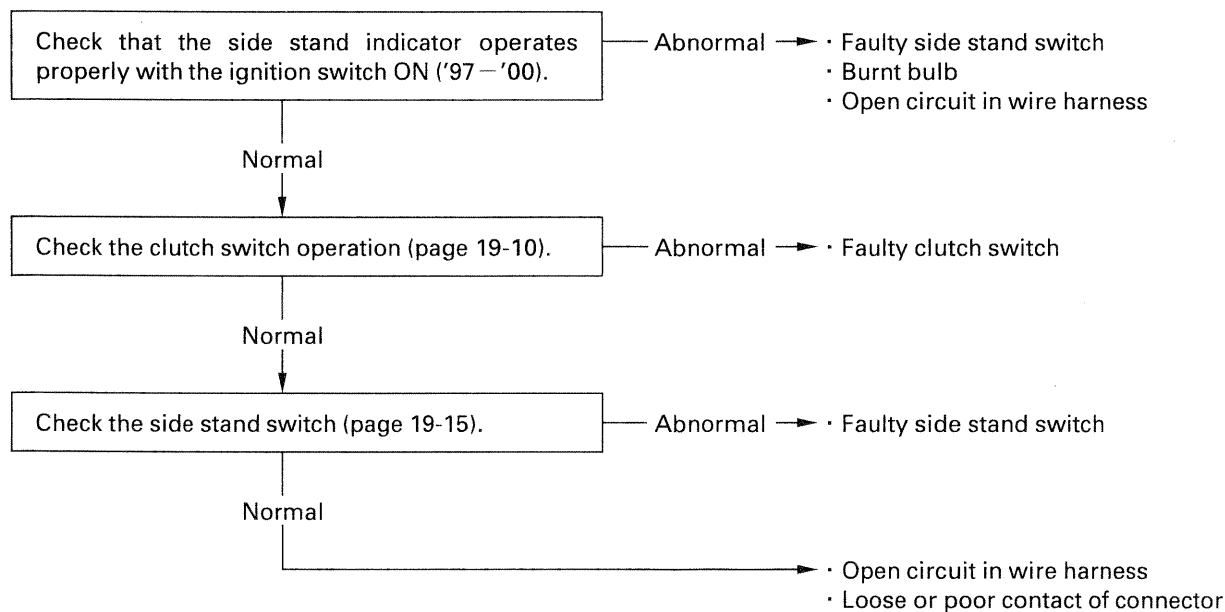 Check that the side stand indicator operates
properly with the ignition switch ON ('97－'00).
Abnormal
· Faulty side stand switch
· Burnt bulb
· Open circuit in wire harness
Normal
Check the clutch switch operation (page 19-10).
Abnormal
· Faulty clutch switch
Normal
Check the side stand switch (page 19-15).
Abnormal
· Faulty side stand switch
Normal
· Open circuit in wire harness
· Loose or poor contact of connector